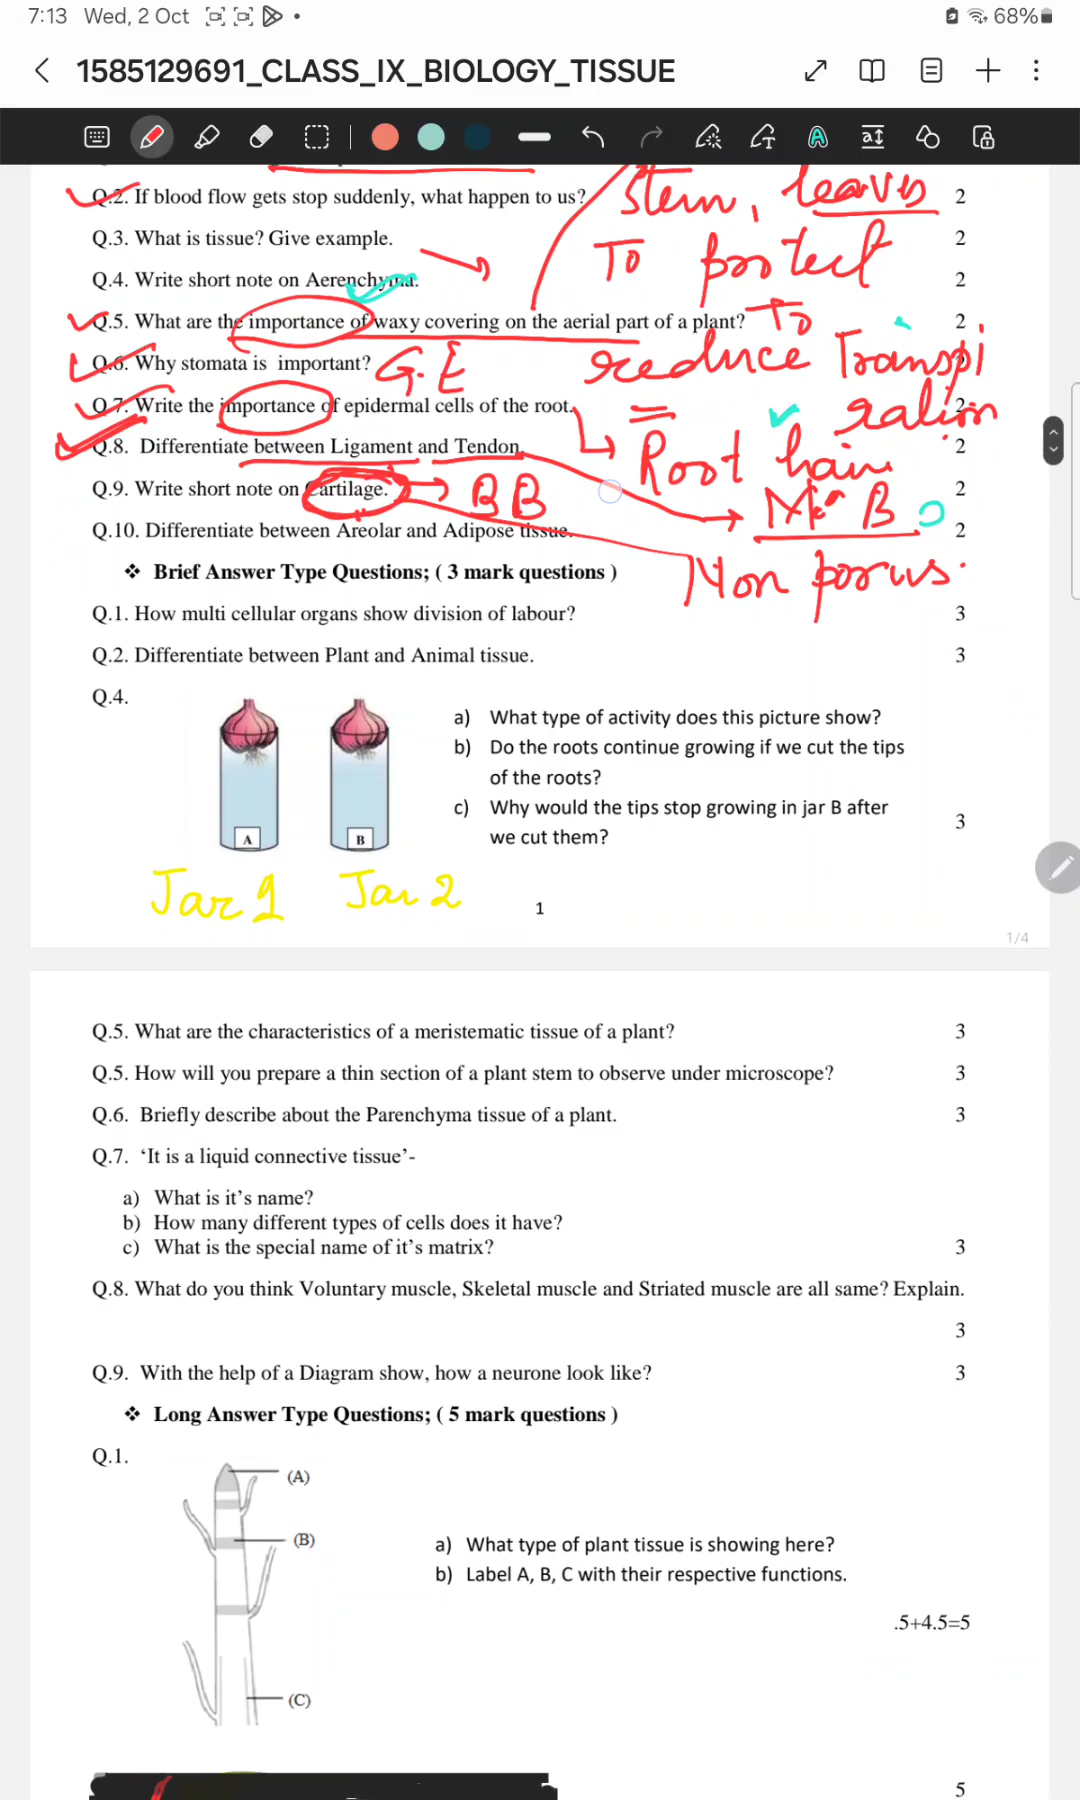 7:13 Wed, 2 Oct 68%
1585129691_CLASS_IX_BIOLOGY_TISSUE
Q.2. If blood flow gets stop suddenly, what happen to us? 2
stem, leaves
Q.3. What is tissue? Give example. 2
To protect
Q.4. Write short note on Aerenchyma. 2
Q.5. What are the importance of waxy covering on the aerial part of a plant? 2
To reduce Transpi
ration
Q.6. Why stomata is important?
G.E
Q.7. Write the importance of epidermal cells of the root. 2
Root hair
Q.8. Differentiate between Ligament and Tendon. 2
Q.9. Write short note on Cartilage. 2
BB
B
Q.10. Differentiate between Areolar and Adipose tissue. 2
Non porus.
❖ Brief Answer Type Questions; ( 3 mark questions )
Q.1. How multi cellular organs show division of labour? 3
Q.2. Differentiate between Plant and Animal tissue. 3
Q.4.
A B
a) What type of activity does this picture show?
b) Do the roots continue growing if we cut the tips
of the roots?
c) Why would the tips stop growing in jar B after
we cut them? 3
Jar 1 Jar 2
1
1/4
Q.5. What are the characteristics of a meristematic tissue of a plant? 3
Q.5. How will you prepare a thin section of a plant stem to observe under microscope? 3
Q.6. Briefly describe about the Parenchyma tissue of a plant. 3
Q.7. ‘It is a liquid connective tissue’-
a) What is it’s name?
b) How many different types of cells does it have?
c) What is the special name of it’s matrix? 3
Q.8. What do you think Voluntary muscle, Skeletal muscle and Striated muscle are all same? Explain.
3
Q.9. With the help of a Diagram show, how a neurone look like? 3
❖ Long Answer Type Questions; ( 5 mark questions )
Q.1.
(A)
(B)
(C)
a) What type of plant tissue is showing here?
b) Label A, B, C with their respective functions.
.5+4.5=5
5